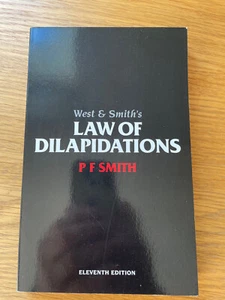 West & Smith's
LAW OF
DILAPIDATIONS
P F SMITH
ELEVENTH EDITION